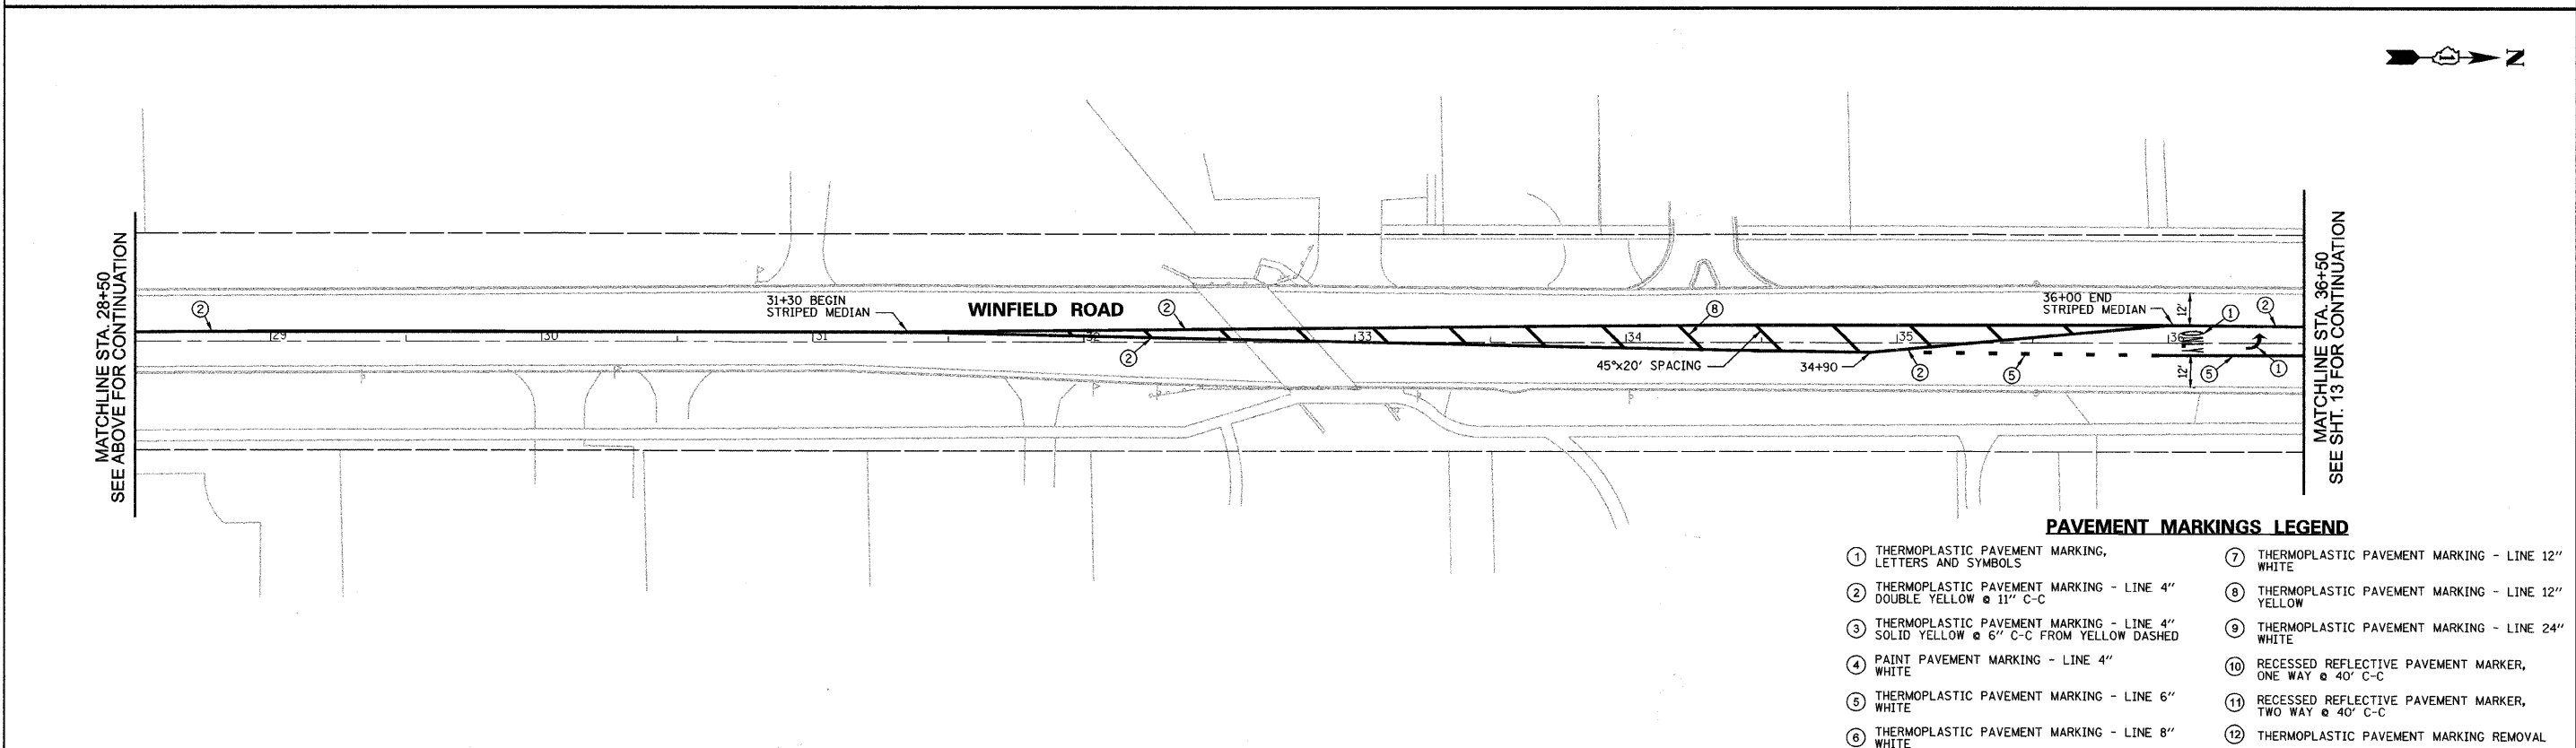 N
MATCHLINE STA. 28+50
SEE ABOVE FOR CONTINUATION
2
29
30
31
31+30 BEGIN
STRIPED MEDIAN
WINFIELD ROAD
2
2
32
33
8
34
45°x20' SPACING
34+90
35
2
5
36+00 END
STRIPED MEDIAN
12'
1
2
36
12'
5
1
MATCHLINE STA. 36+50
SEE SHT. 13 FOR CONTINUATION
PAVEMENT MARKINGS LEGEND
1 THERMOPLASTIC PAVEMENT MARKING,
LETTERS AND SYMBOLS
2 THERMOPLASTIC PAVEMENT MARKING - LINE 4"
DOUBLE YELLOW @ 11" C-C
3 THERMOPLASTIC PAVEMENT MARKING - LINE 4"
SOLID YELLOW @ 6" C-C FROM YELLOW DASHED
4 PAINT PAVEMENT MARKING - LINE 4"
WHITE
5 THERMOPLASTIC PAVEMENT MARKING - LINE 6"
WHITE
6 THERMOPLASTIC PAVEMENT MARKING - LINE 8"
WHITE
7 THERMOPLASTIC PAVEMENT MARKING - LINE 12"
WHITE
8 THERMOPLASTIC PAVEMENT MARKING - LINE 12"
YELLOW
9 THERMOPLASTIC PAVEMENT MARKING - LINE 24"
WHITE
10 RECESSED REFLECTIVE PAVEMENT MARKER,
ONE WAY @ 40' C-C
11 RECESSED REFLECTIVE PAVEMENT MARKER,
TWO WAY @ 40' C-C
12 THERMOPLASTIC PAVEMENT MARKING REMOVAL